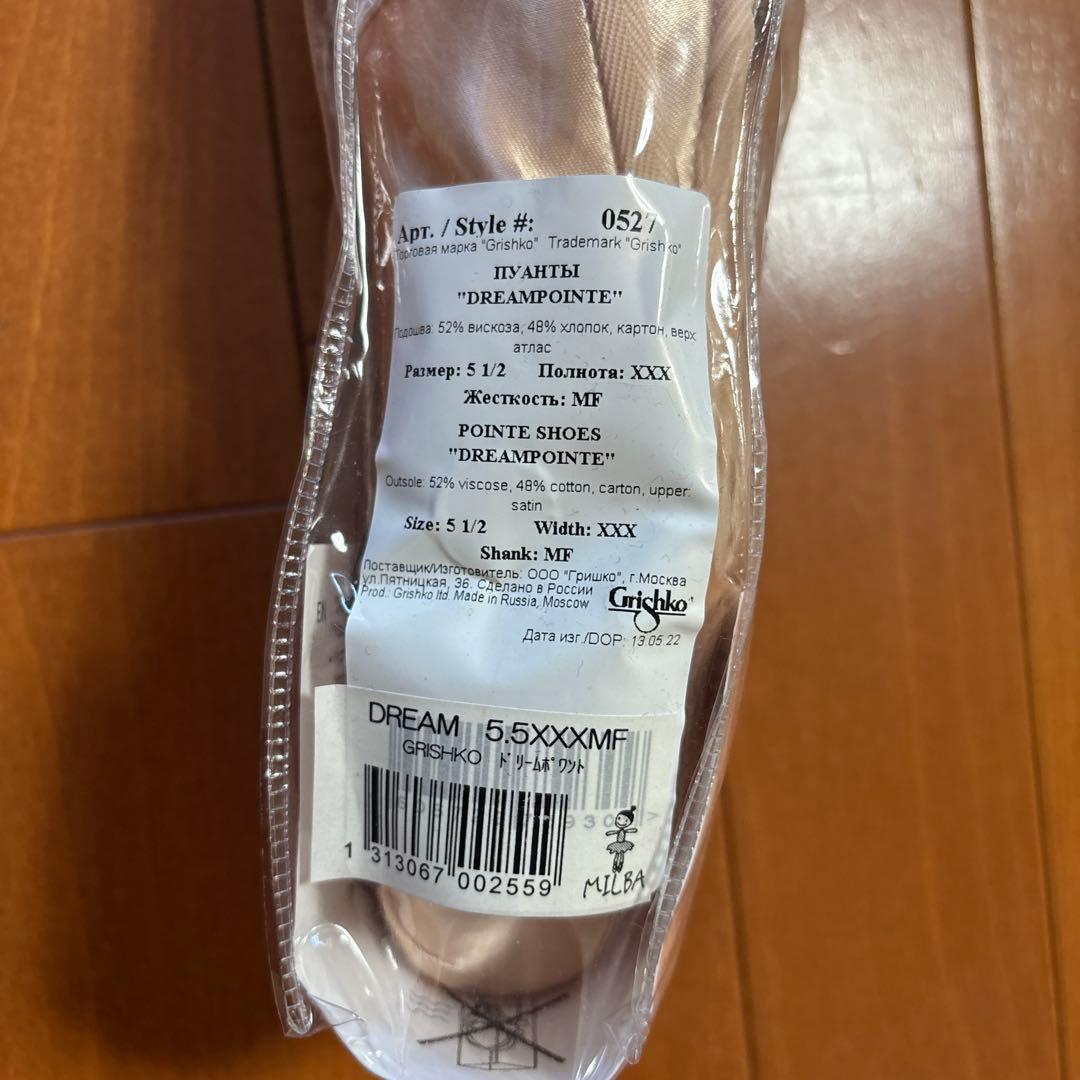 Арт. / Style #: 0527
Торговая марка "Grishko" Trademark "Grishko"
ПУАНТЫ
"DREAMPOINTE"
Подошва: 52% вискоза, 48% хлопок, картон, верх:
атлас
Размер: 5 1/2 Полнота: XXX
Жесткость: MF
POINTE SHOES
"DREAMPOINTE"
Outsole: 52% viscose, 48% cotton, carton, upper:
satin
Size: 5 1/2 Width: XXX
Shank: MF
Поставщик/Изготовитель: ООО "Гришко", г.Москва
ул.Пятницкая, 36. Сделано в России
Prod.: Grishko ltd. Made in Russia, Moscow
Grishko
Дата изг./DOP: 13.05.22
EN
DREAM 5.5XXXMF
GRISHKO ドリームポワント
1 313067 002559
MILBA